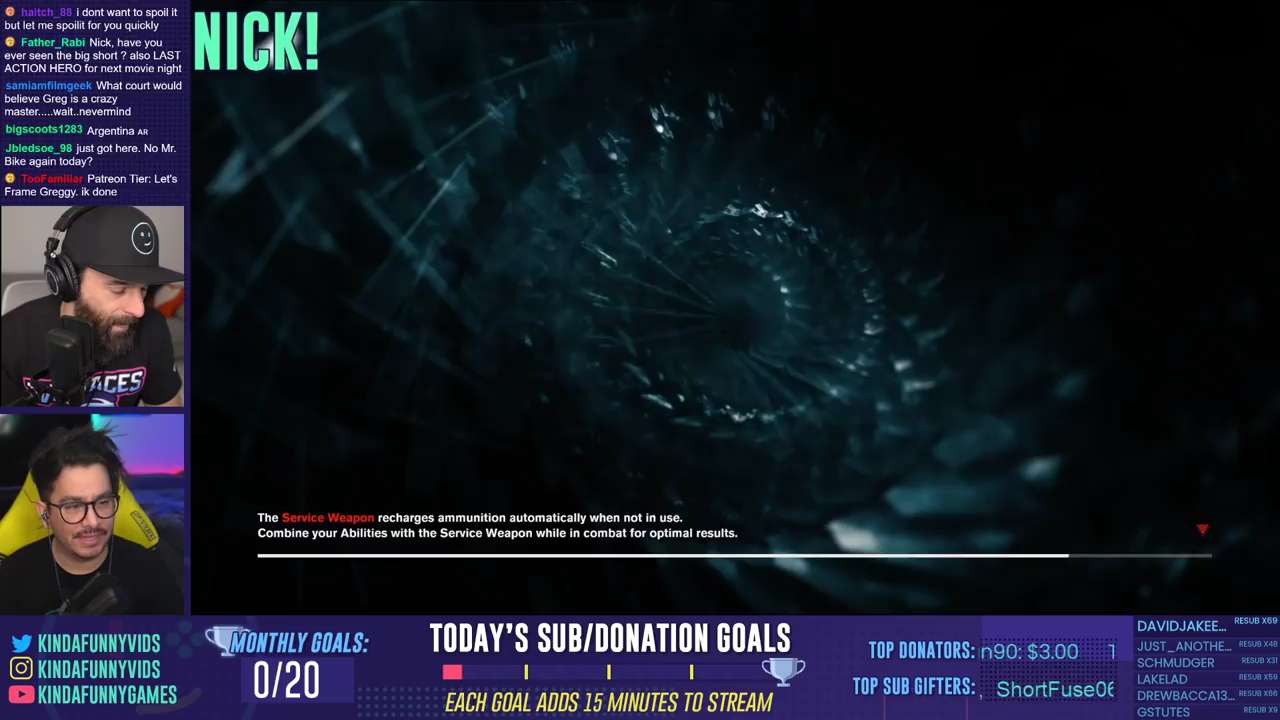 haitch_88 i dont want to spoil it
but let me spoilit for you quickly
Father_Rabi Nick, have you
ever seen the big short ? also LAST
ACTION HERO for next movie night
samiamfilmgeek What court would
believe Greg is a crazy
master.....wait..nevermind
bigscoots1283 Argentina AR
Jbledsoe_98 just got here. No Mr.
Bike again today?
TooFamiliar Patreon Tier: Let's
Frame Greggy. ik done
NICK!
ACES
The Service Weapon recharges ammunition automatically when not in use.
Combine your Abilities with the Service Weapon while in combat for optimal results.
KINDAFUNNYVIDS
KINDAFUNNYVIDS
KINDAFUNNYGAMES
MONTHLY GOALS:
0/20
TODAY'S SUB/DONATION GOALS
EACH GOAL ADDS 15 MINUTES TO STREAM
TOP DONATORS: n90: $3.00 1
TOP SUB GIFTERS: , ShortFuse06
DAVIDJAKEE... RESUB X69
JUST_ANOTHE... RESUB X48
SCHMUDGER RESUB X31
LAKELAD RESUB X59
DREWBACCA13... RESUB X66
GSTUTES RESUB X9